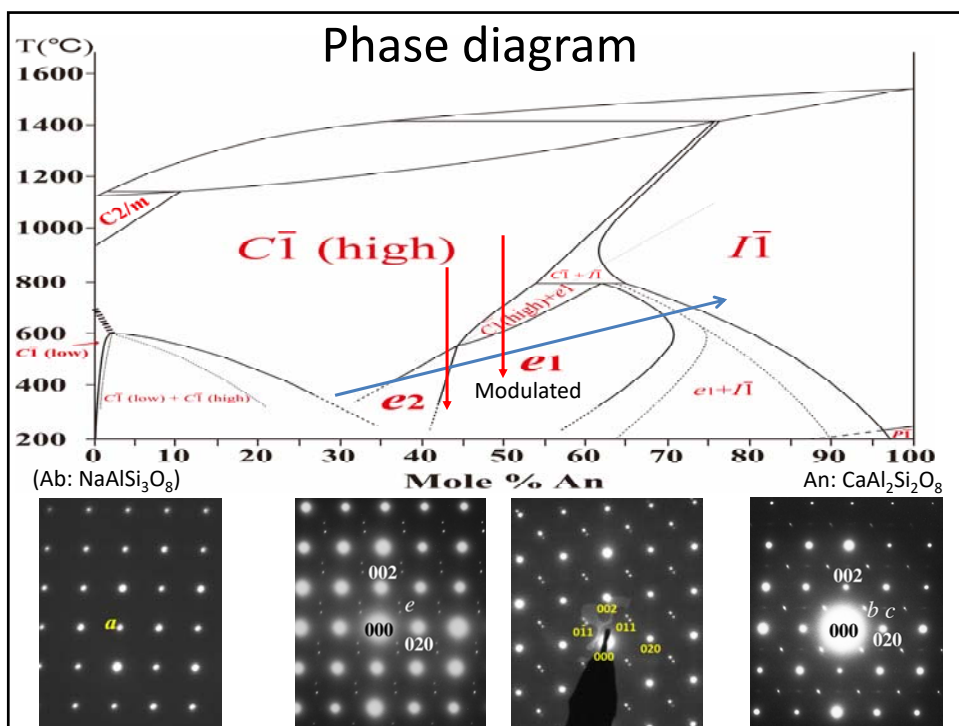 Phase diagram
T(°C)
1600
1400
1200
1000
800
600
400
200
C2/m
C1̅ (high)
I1̅
C1̅ + I1̅
C1̅(high)+e1
C1̅ (low)
C1̅ (low) + C1̅ (high)
e2
e1
Modulated
e1+I1̅
P1̅
0 10 20 30 40 50 60 70 80 90 100
(Ab: NaAlSi₃O₈)
Mole % An
An: CaAl₂Si₂O₈
a
002
e
000
020
002
01̅1
011
020
000
002
b c
000
020